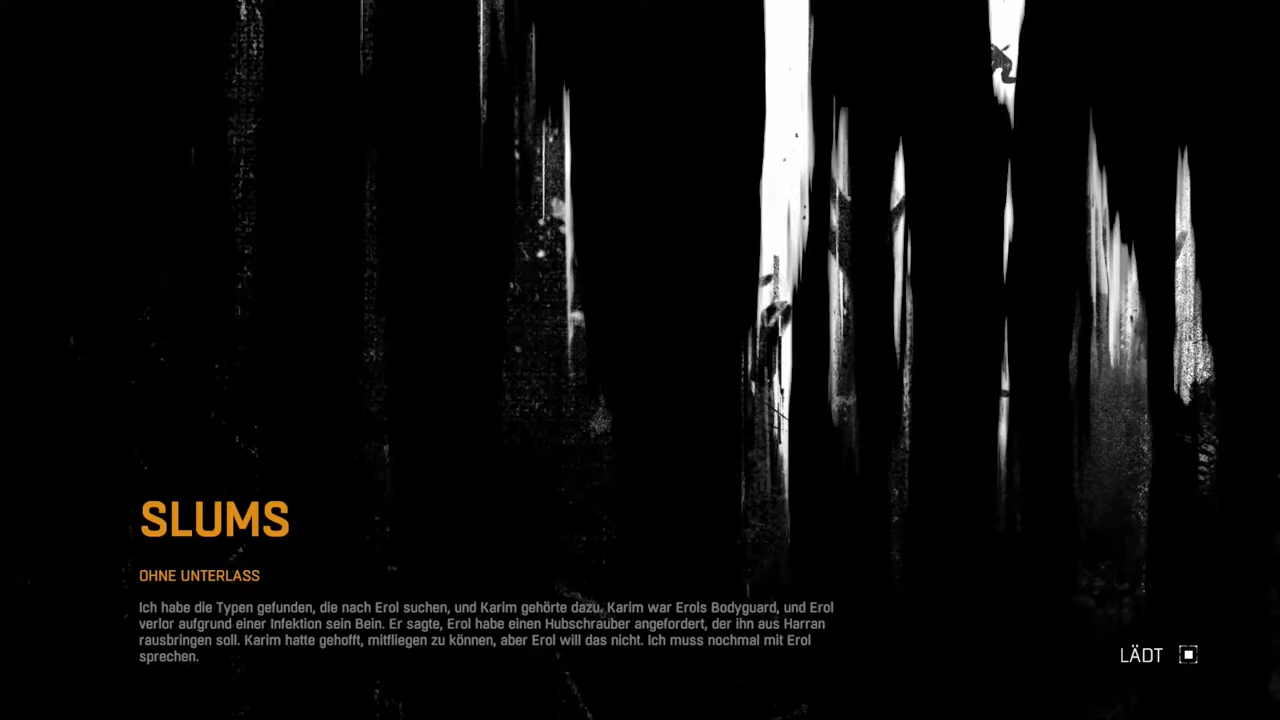 SLUMS
OHNE UNTERLASS
Ich habe die Typen gefunden, die nach Erol suchen, und Karim gehörte dazu. Karim war Erols Bodyguard, und Erol
verlor aufgrund einer Infektion sein Bein. Er sagte, Erol habe einen Hubschrauber angefordert, der ihn aus Harran
rausbringen soll. Karim hatte gehofft, mitfliegen zu können, aber Erol will das nicht. Ich muss nochmal mit Erol
sprechen.
LÄDT